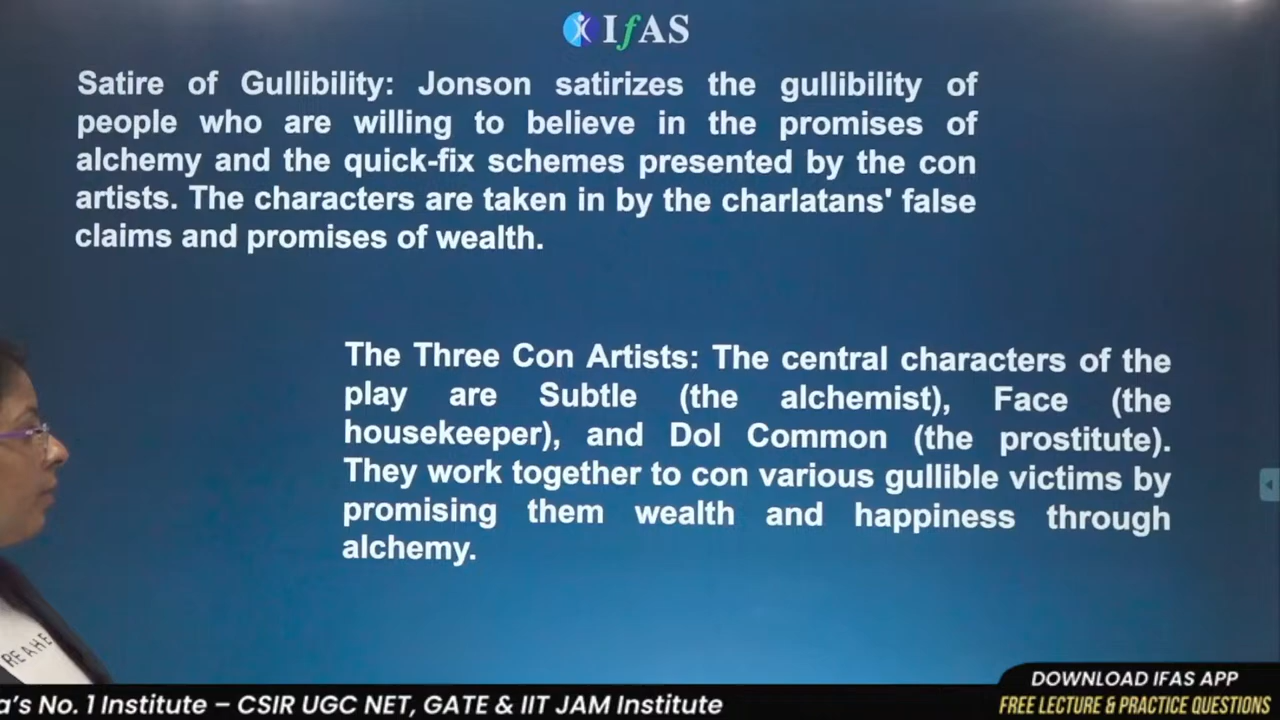 IfAS
Satire of Gullibility: Jonson satirizes the gullibility of
people who are willing to believe in the promises of
alchemy and the quick-fix schemes presented by the con
artists. The characters are taken in by the charlatans' false
claims and promises of wealth.
The Three Con Artists: The central characters of the
play are Subtle (the alchemist), Face (the
housekeeper), and Dol Common (the prostitute).
They work together to con various gullible victims by
promising them wealth and happiness through
alchemy.
REAHE
a's No. 1 Institute – CSIR UGC NET, GATE & IIT JAM Institute
DOWNLOAD IFAS APP
FREE LECTURE & PRACTICE QUESTIONS